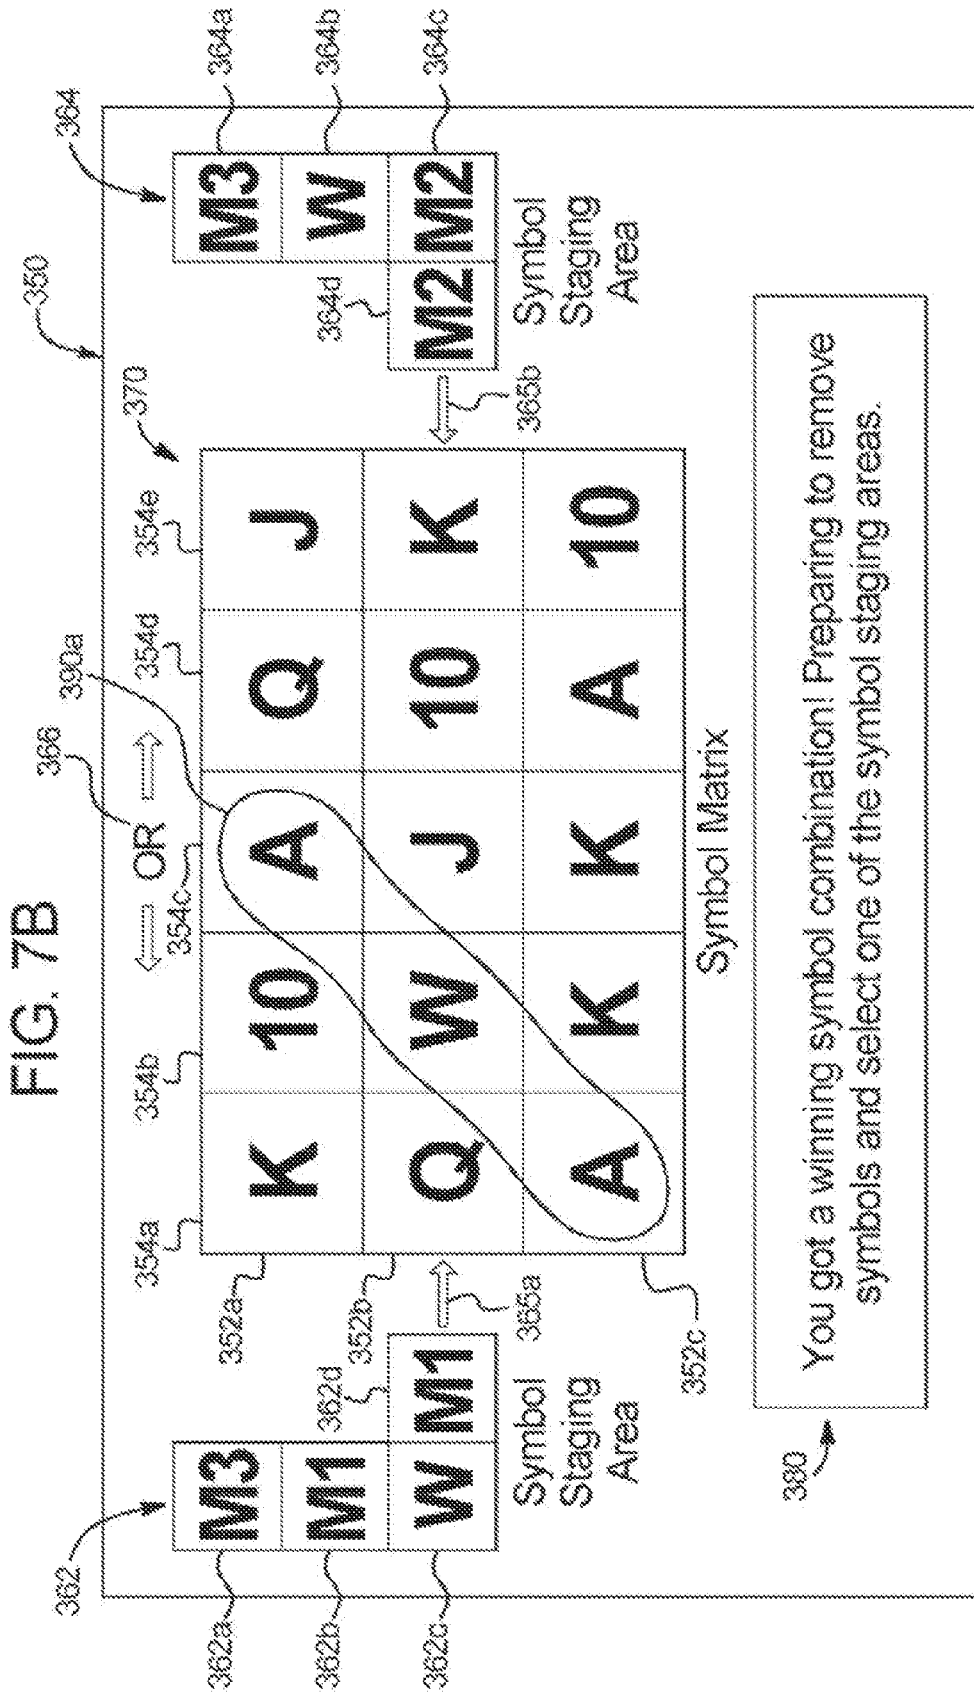 FIG. 7B
350
362
364
366
370
OR
354a
354b
354c
354d
354e
390a
362a
362b
362c
362d
M3
M1
W M1
Symbol
Staging
Area
365a
352a
352b
352c
K 10 A Q J
Q W J 10 K
A K K A 10
Symbol Matrix
364a
364b
364c
364d
M3
W
M2 M2
Symbol
Staging
Area
365b
380
You got a winning symbol combination! Preparing to remove
symbols and select one of the symbol staging areas.